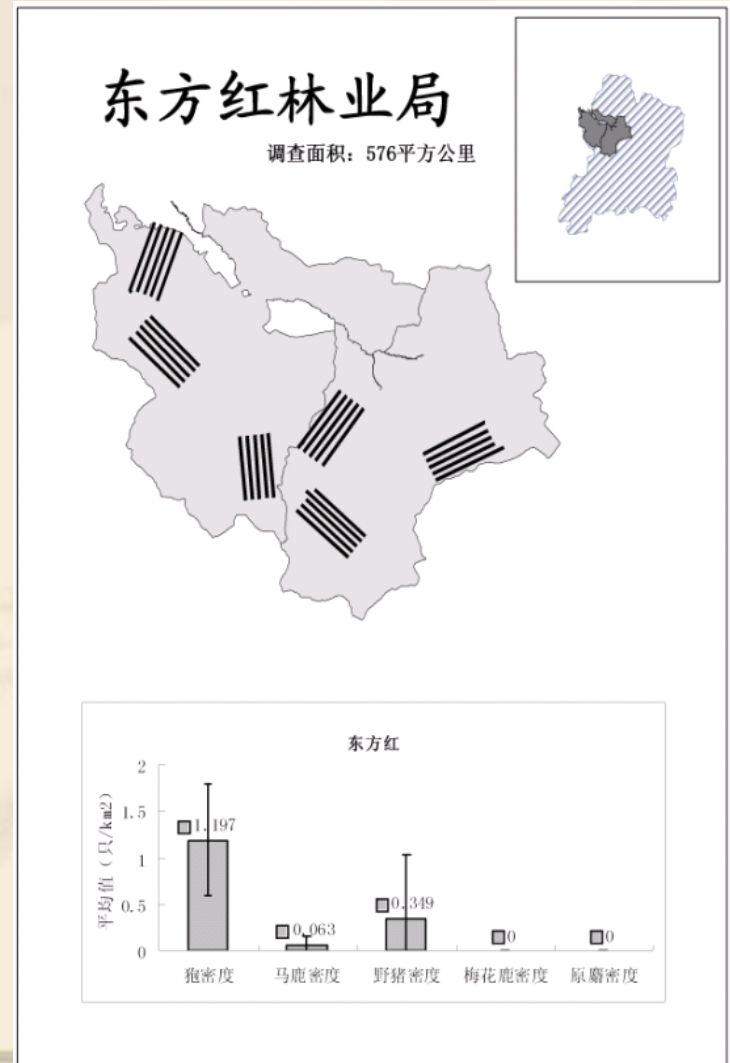 东方红林业局
调查面积：576平方公里
东方红
平均值（只/km2）
2
1.5
1
0.5
0
1.197
0.063
0.349
0
0
狍密度
马鹿密度
野猪密度
梅花鹿密度
原麝密度